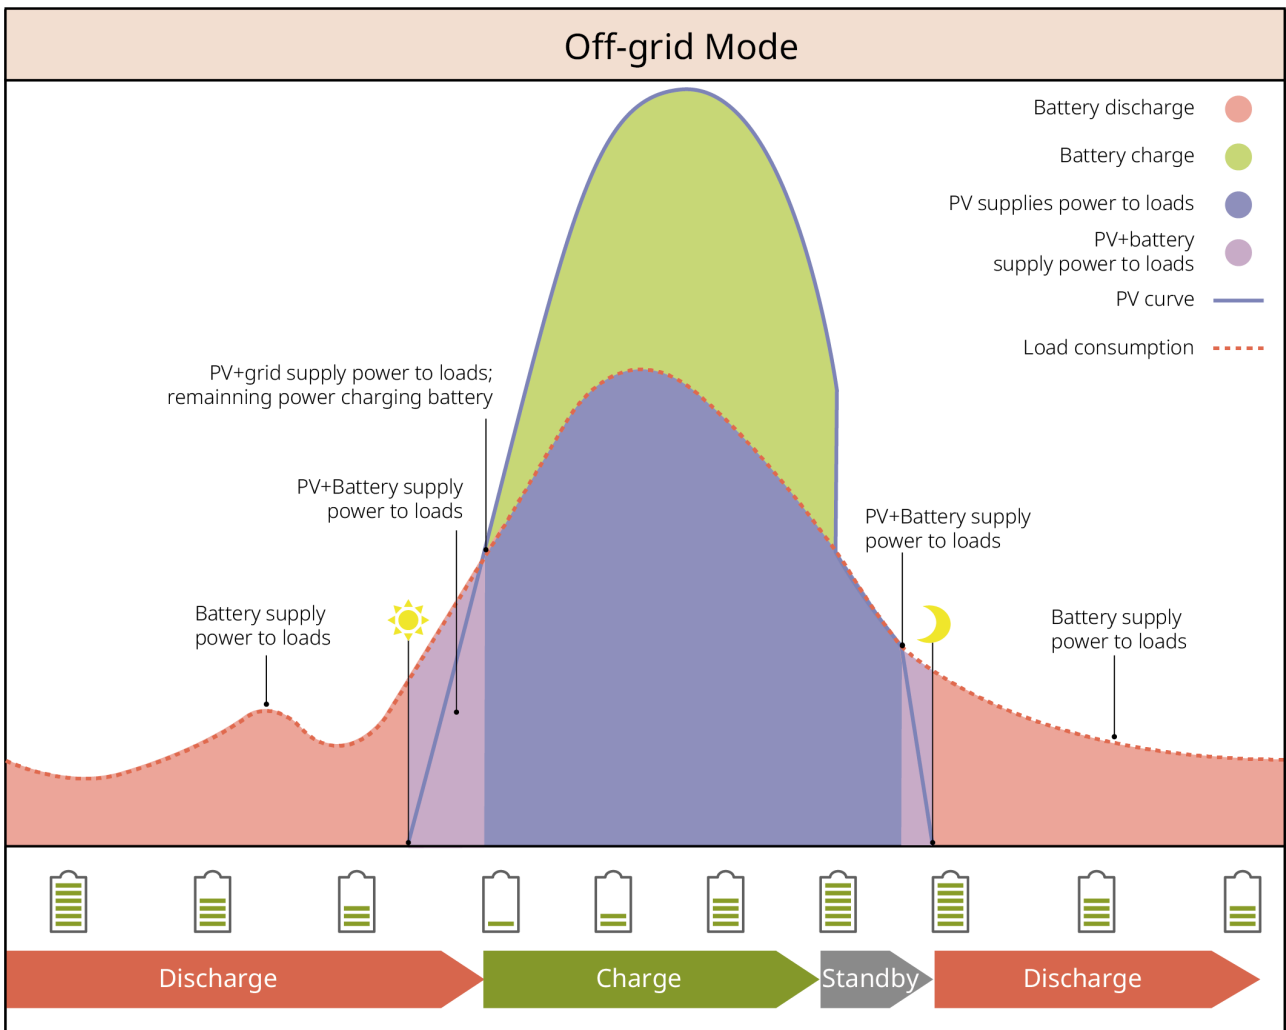 Off-grid Mode
Battery discharge
Battery charge
PV supplies power to loads
PV+battery
supply power to loads
PV curve
Load consumption
PV+grid supply power to loads;
remainning power charging battery
PV+Battery supply
power to loads
PV+Battery supply
power to loads
Battery supply
power to loads
Battery supply
power to loads
Discharge
Charge
Standby
Discharge